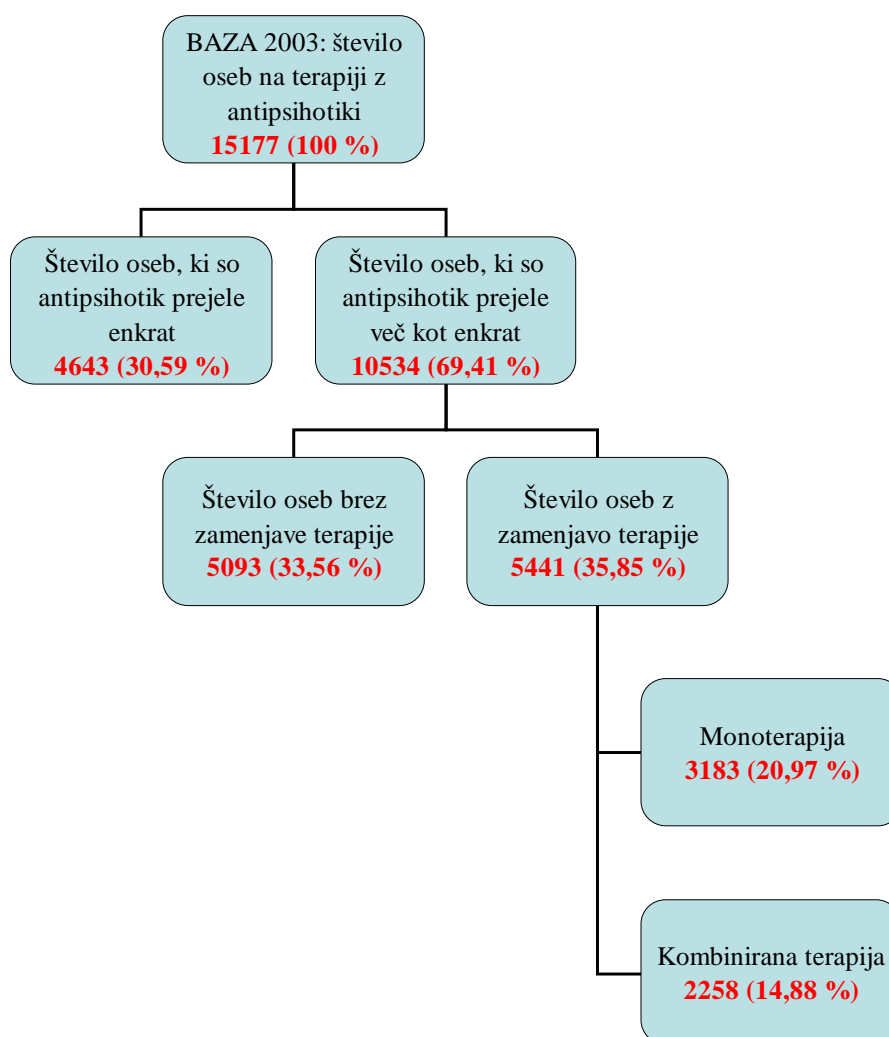 BAZA 2003: število
oseb na terapiji z
antipsihotiki
15177 (100 %)
Število oseb, ki so
antipsihotik prejele
enkrat
4643 (30,59 %)
Število oseb, ki so
antipsihotik prejele
več kot enkrat
10534 (69,41 %)
Število oseb brez
zamenjave terapije
5093 (33,56 %)
Število oseb z
zamenjavo terapije
5441 (35,85 %)
Monoterapija
3183 (20,97 %)
Kombinirana terapija
2258 (14,88 %)